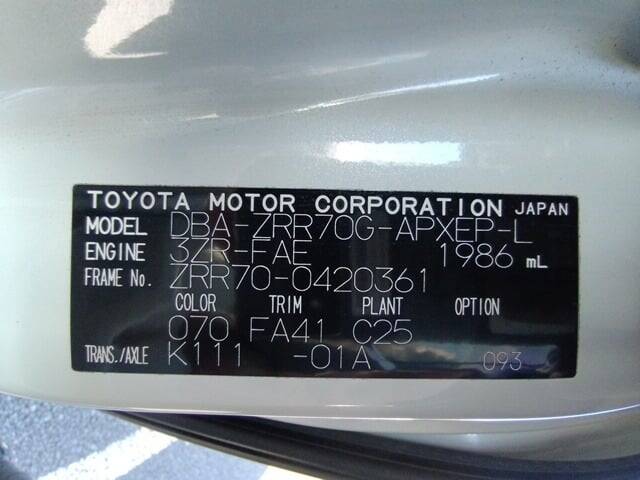 TOYOTA MOTOR CORPORATION JAPAN
MODEL DBA-ZRR70G-APXEP-L
ENGINE 3ZR-FAE 1986 mL
FRAME No. ZRR70-0420361
COLOR TRIM PLANT OPTION
070 FA41 C25
TRANS./AXLE K111 -01A 093